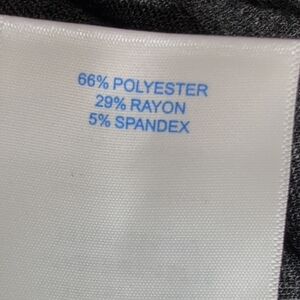 66% POLYESTER
29% RAYON
5% SPANDEX